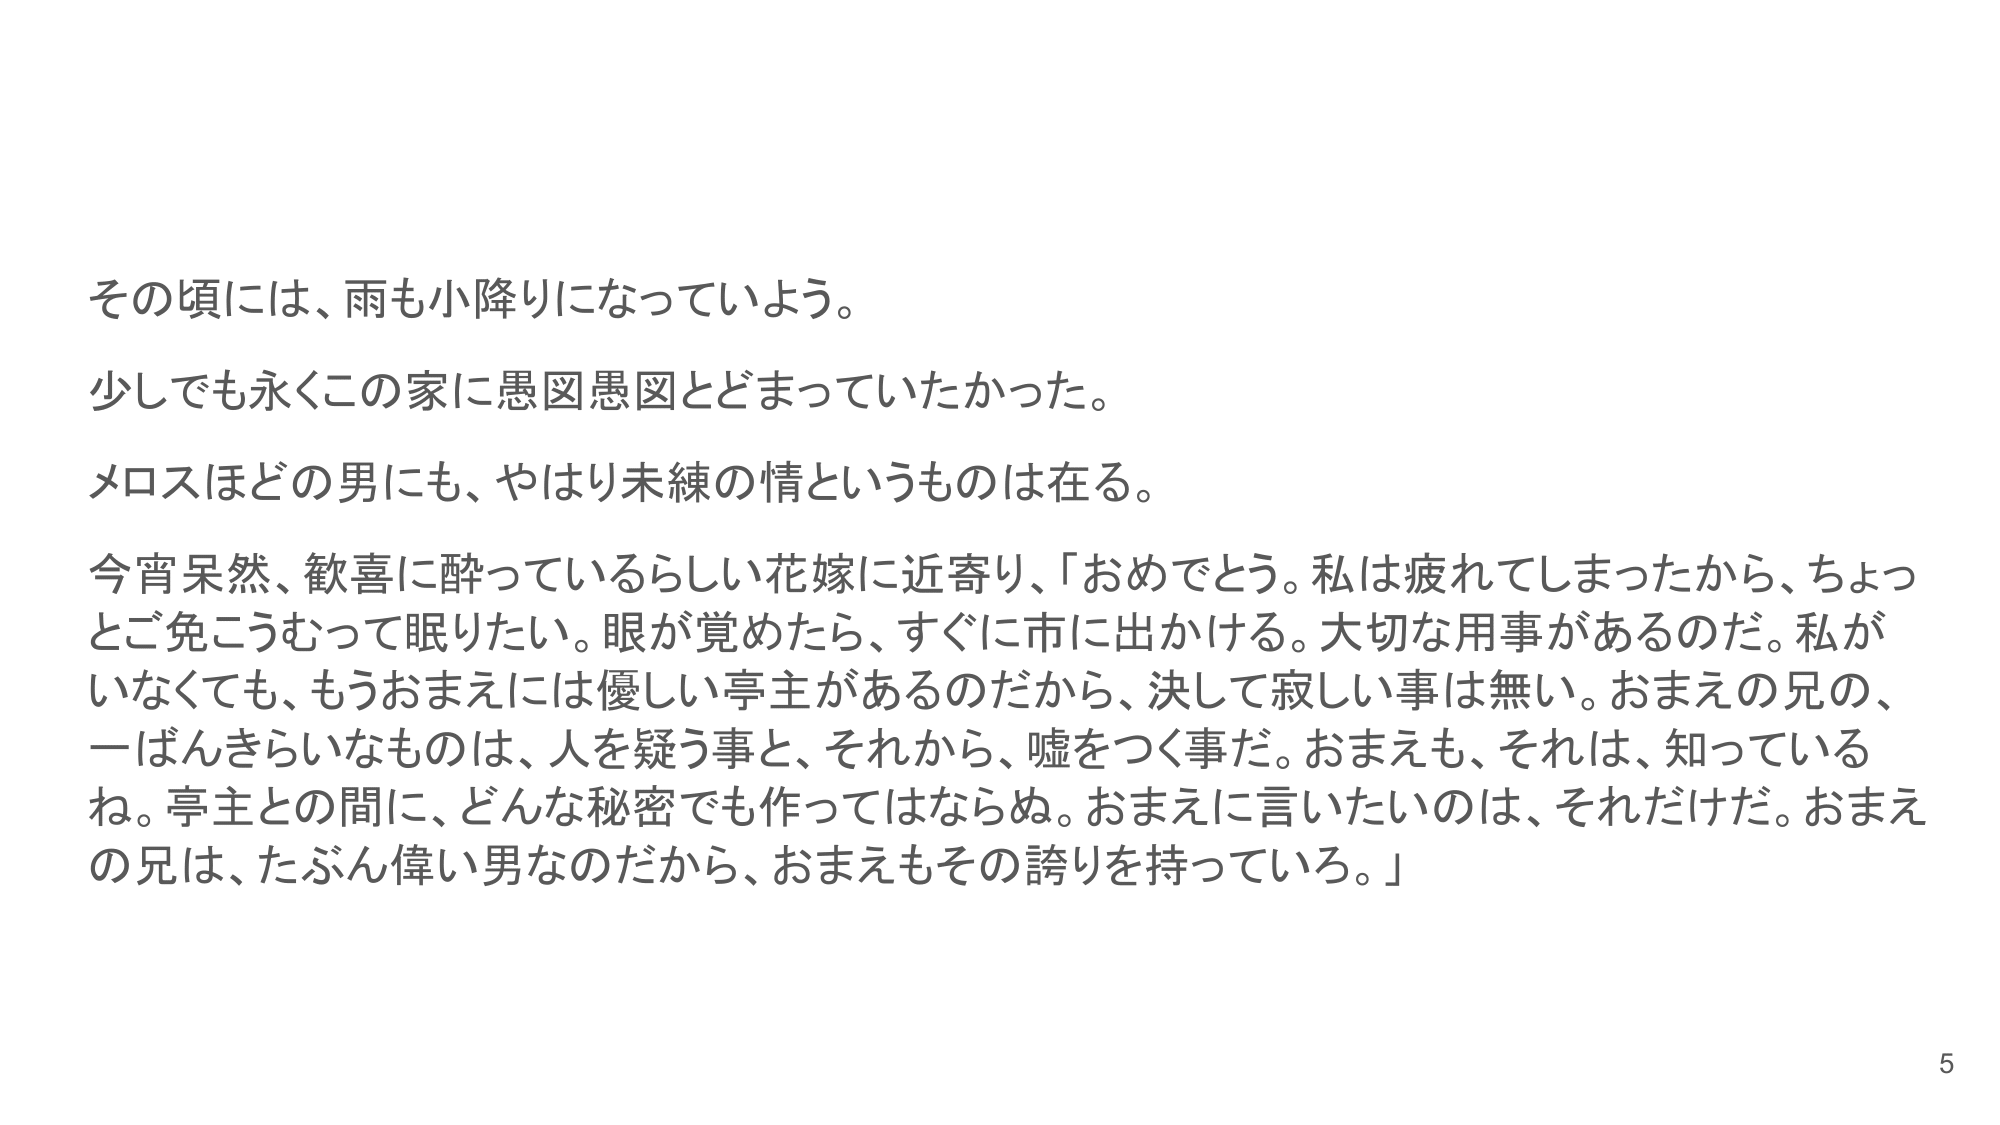 その頃には、雨も小降りになっていよう。
少しでも永くこの家に愚図愚図とどまっていたかった。
メロスほどの男にも、やはり未練の情というものは在る。
今宵呆然、歓喜に酔っているらしい花嫁に近寄り、「おめでとう。私は疲れてしまったから、ちょっ
とご免こうむって眠りたい。眼が覚めたら、すぐに市に出かける。大切な用事があるのだ。私が
いなくても、もうおまえには優しい亭主があるのだから、決して寂しい事は無い。おまえの兄の、
一ばんきらいなものは、人を疑う事と、それから、嘘をつく事だ。おまえも、それは、知っている
ね。亭主との間に、どんな秘密でも作ってはならぬ。おまえに言いたいのは、それだけだ。おまえ
の兄は、たぶん偉い男なのだから、おまえもその誇りを持っていろ。」
5